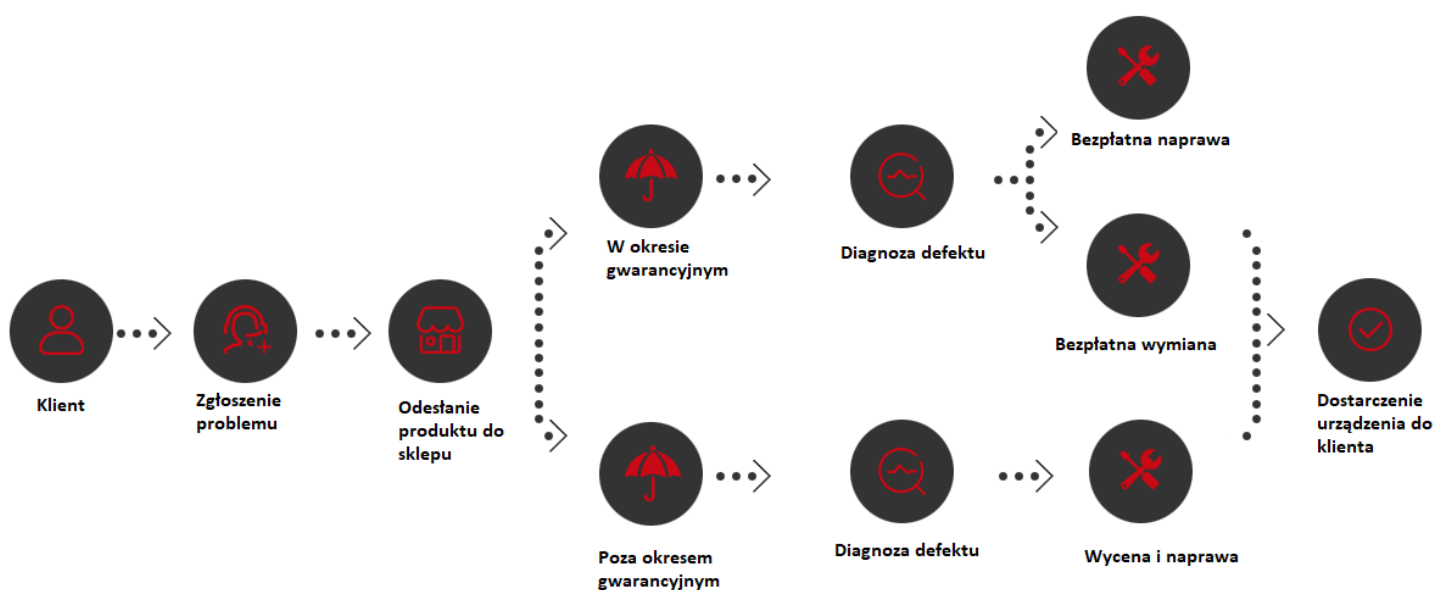 Klient
Zgłoszenie
problemu
Odesłanie
produktu do
sklepu
W okresie
gwarancyjnym
Diagnoza defektu
Bezpłatna naprawa
Bezpłatna wymiana
Poza okresem
gwarancyjnym
Diagnoza defektu
Wycena i naprawa
Dostarczenie
urządzenia do
klienta